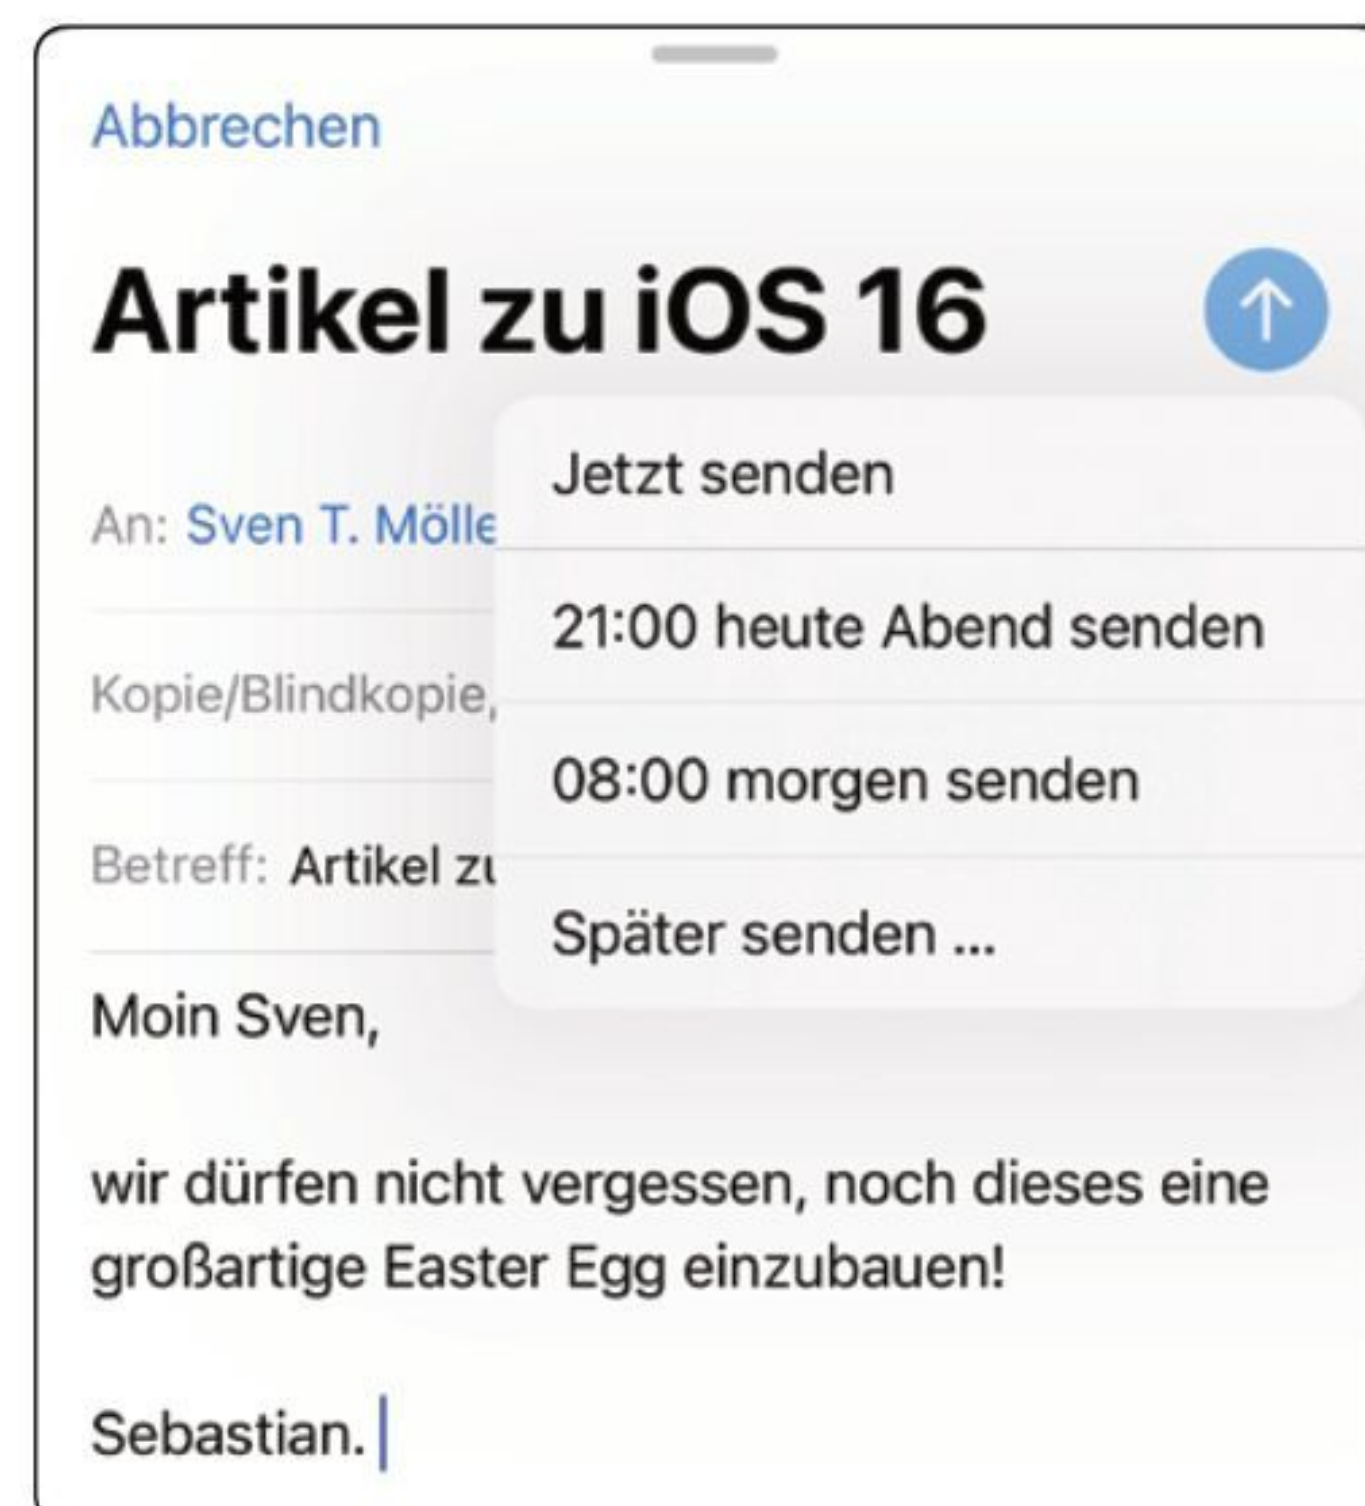 Abbrechen
Artikel zu iOS 16
Jetzt senden
An: Sven T. Mölle
21:00 heute Abend senden
Kopie/Blindkopie,
08:00 morgen senden
Betreff: Artikel zu
Später senden ...
Moin Sven,
wir dürfen nicht vergessen, noch dieses eine
großartige Easter Egg einzubauen!
Sebastian.